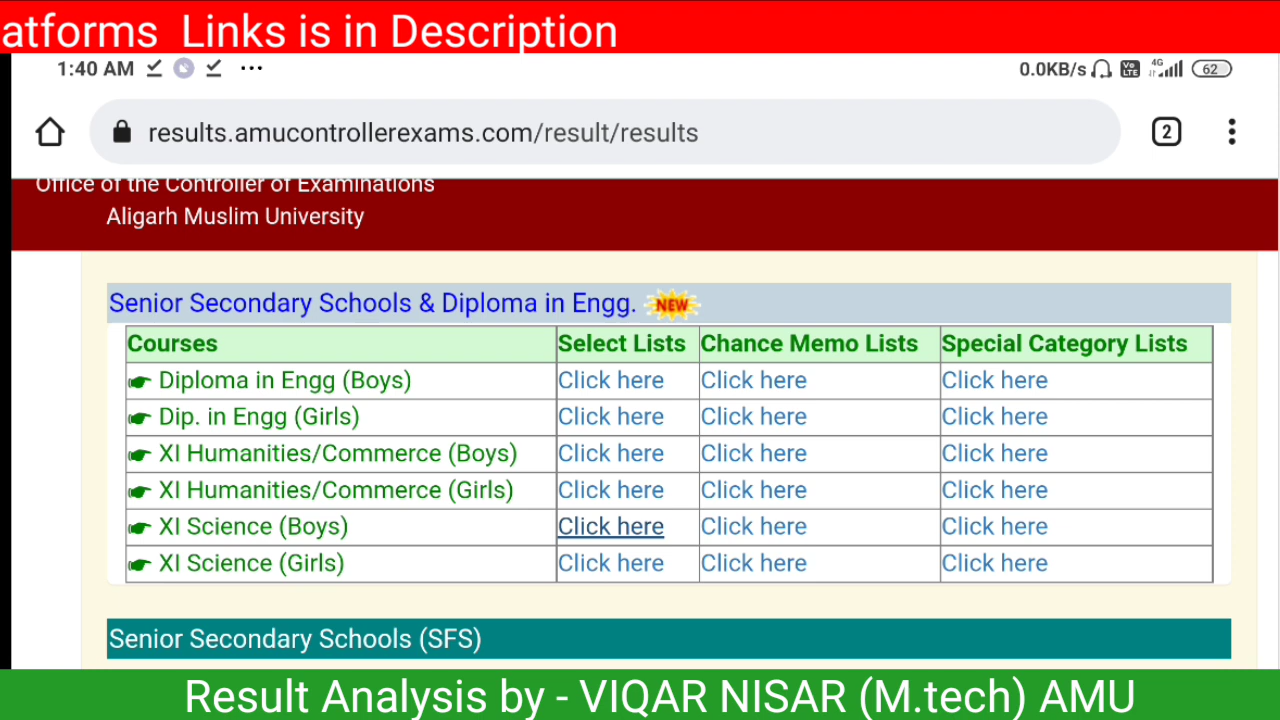 atforms Links is in Description
1:40 AM ... 0.0KB/s Vo LTE 4G 62
results.amucontrollerexams.com/result/results 2
Office of the Controller of Examinations
Aligarh Muslim University
Senior Secondary Schools & Diploma in Engg. NEW
Courses Select Lists Chance Memo Lists Special Category Lists
Diploma in Engg (Boys) Click here Click here Click here
Dip. in Engg (Girls) Click here Click here Click here
XI Humanities/Commerce (Boys) Click here Click here Click here
XI Humanities/Commerce (Girls) Click here Click here Click here
XI Science (Boys) Click here Click here Click here
XI Science (Girls) Click here Click here Click here
Senior Secondary Schools (SFS)
Result Analysis by - VIQAR NISAR (M.tech) AMU